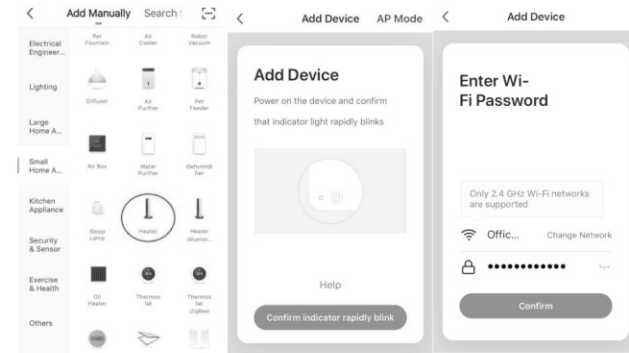 Add Manually Search
Electrical
Engineer...
Lighting
Large
Home A...
Small
Home A...
Kitchen
Appliance
Security
& Sensor
Exercise
& Health
Others
Pet
Fountain
Air
Cooler
Robot
Vacuum
Diffuser
Air
Purifier
Pet
Feeder
Air Box
Water
Purifier
Dehumidi
fier
Sleep
Lamp
Heater
Heater
(Bluetoo...
Oil
Heater
Thermos
tat
Thermos
tat
(ZigBee)
Add Device AP Mode
Add Device
Power on the device and confirm
that indicator light rapidly blinks
Help
Confirm indicator rapidly blink
Add Device
Enter Wi-
Fi Password
Only 2.4 GHz Wi-Fi networks
are supported
Offic... Change Network
Confirm